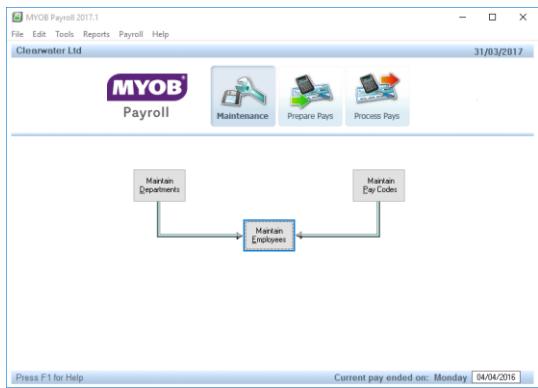 MYOB Payroll 2017.1
File Edit Tools Reports Payroll Help
Clearwater Ltd 31/03/2017
MYOB
Payroll
Maintenance Prepare Pays Process Pays
Maintain
Departments
Maintain
Pay Codes
Maintain
Employees
Press F1 for Help Current pay ended on: Monday 04/04/2016